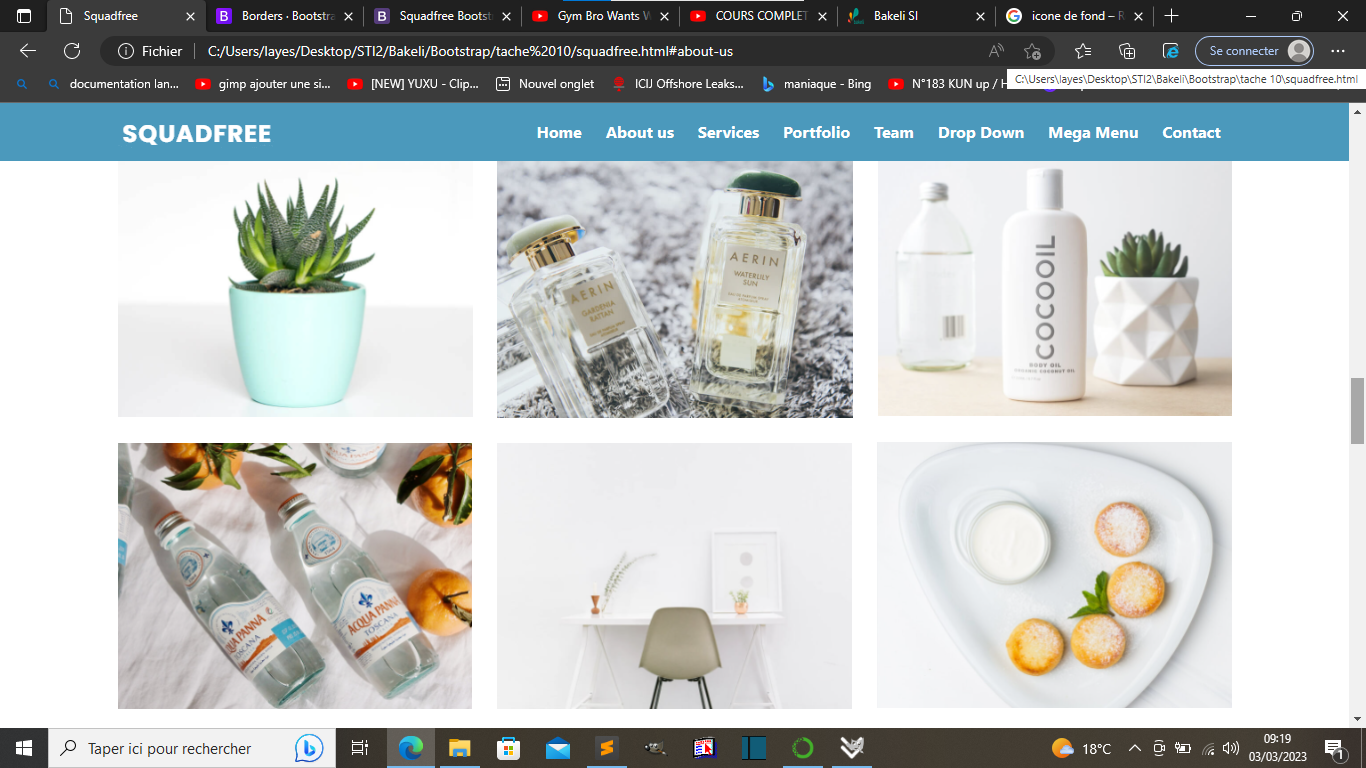 Squadfree
Borders · Bootstra
Squadfree Bootst
Gym Bro Wants W
COURS COMPLET
Bakeli SI
icone de fond – R
Fichier
C:/Users/layes/Desktop/STI2/Bakeli/Bootstrap/tache%2010/squadfree.html#about-us
Se connecter
documentation lan...
gimp ajouter une si...
[NEW] YUXU - Clip...
Nouvel onglet
ICIJ Offshore Leaks...
maniaque - Bing
N°183 KUN up / H
C:\Users\layes\Desktop\STI2\Bakeli\Bootstrap\tache 10\squadfree.html
SQUADFREE
Home
About us
Services
Portfolio
Team
Drop Down
Mega Menu
Contact
AERIN
GARDENIA
RATTAN
AERIN
WATERLILY
SUN
COCOOIL
BODY OIL
ORGANIC COCONUT OIL
ACQUA PANNA
TOSCANA
QUA PANNA
TOSCANA
Taper ici pour rechercher
18°C
09:19
03/03/2023
1